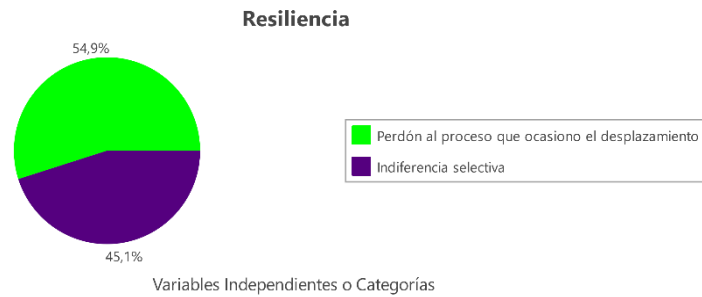 Resiliencia
54,9%
Perdón al proceso que ocasiono el desplazamiento
Indiferencia selectiva
45,1%
Variables Independientes o Categorías